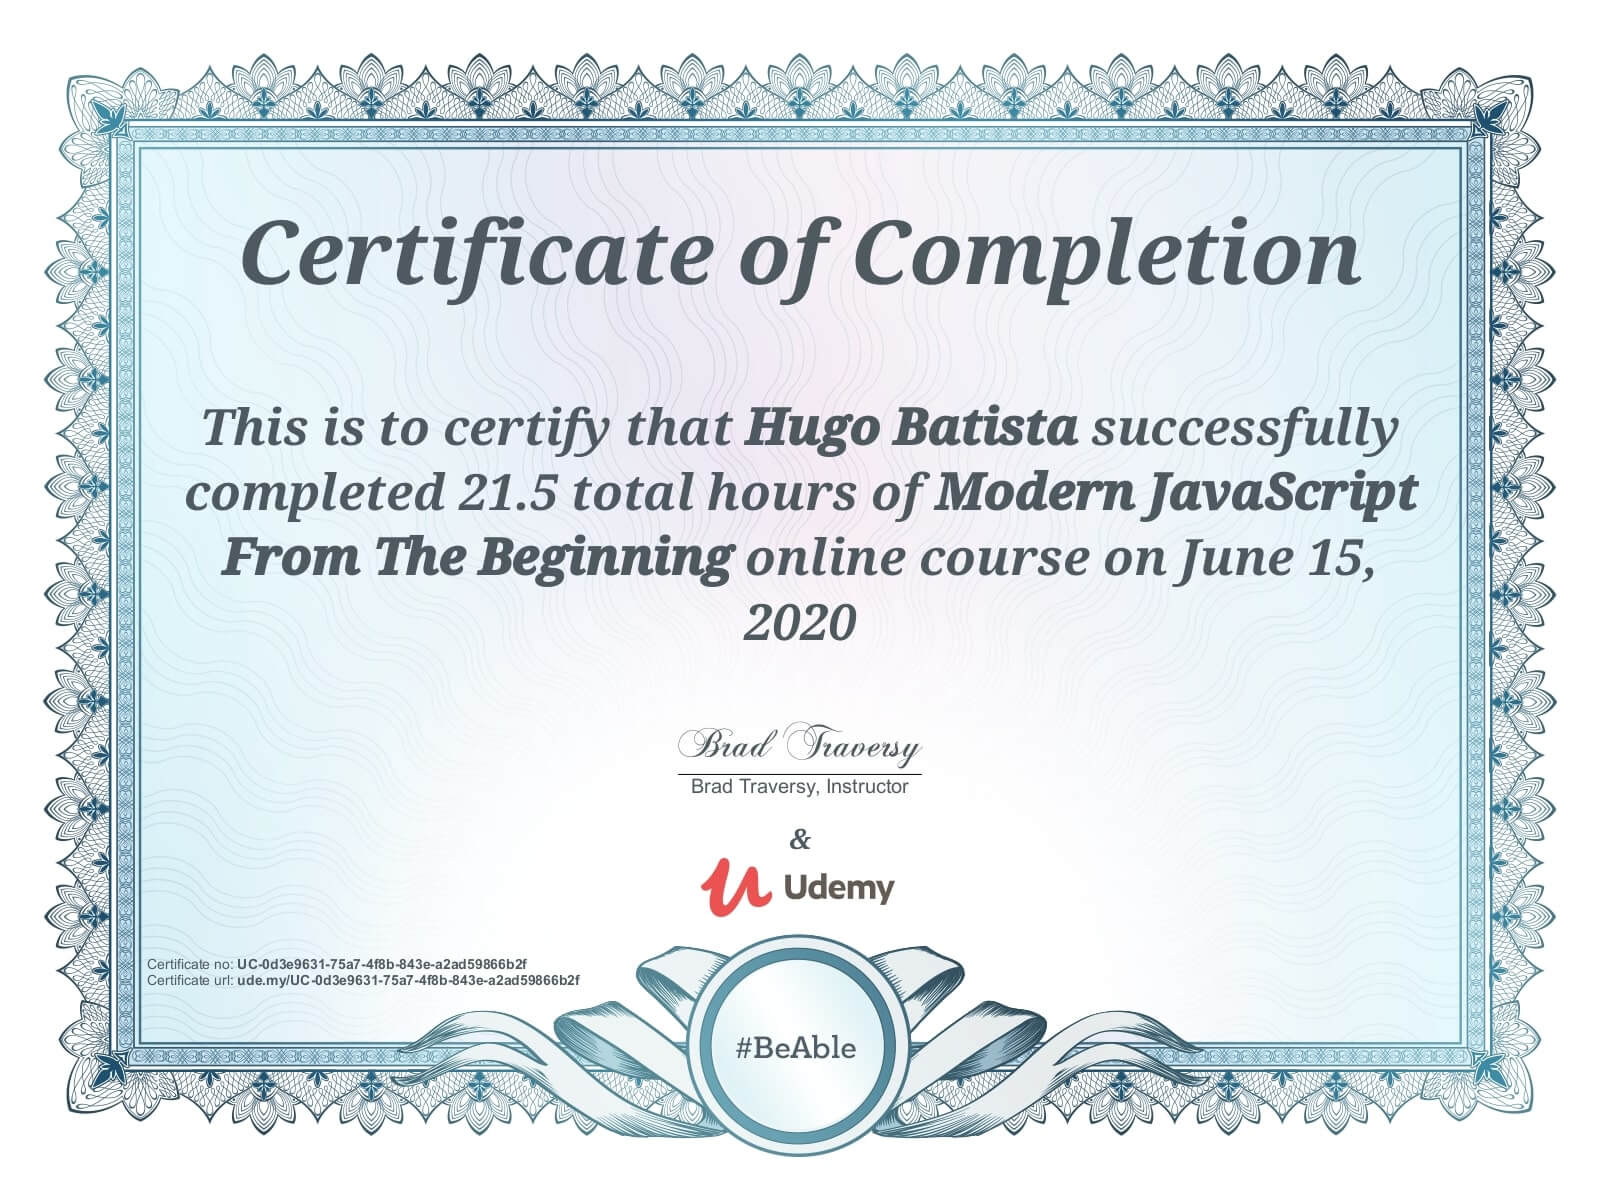 Certificate of Completion
This is to certify that Hugo Batista successfully
completed 21.5 total hours of Modern JavaScript
From The Beginning online course on June 15,
2020
Brad Traversy
Brad Traversy, Instructor
&
Udemy
Certificate no: UC-0d3e9631-75a7-4f8b-843e-a2ad59866b2f
Certificate url: ude.my/UC-0d3e9631-75a7-4f8b-843e-a2ad59866b2f
#BeAble